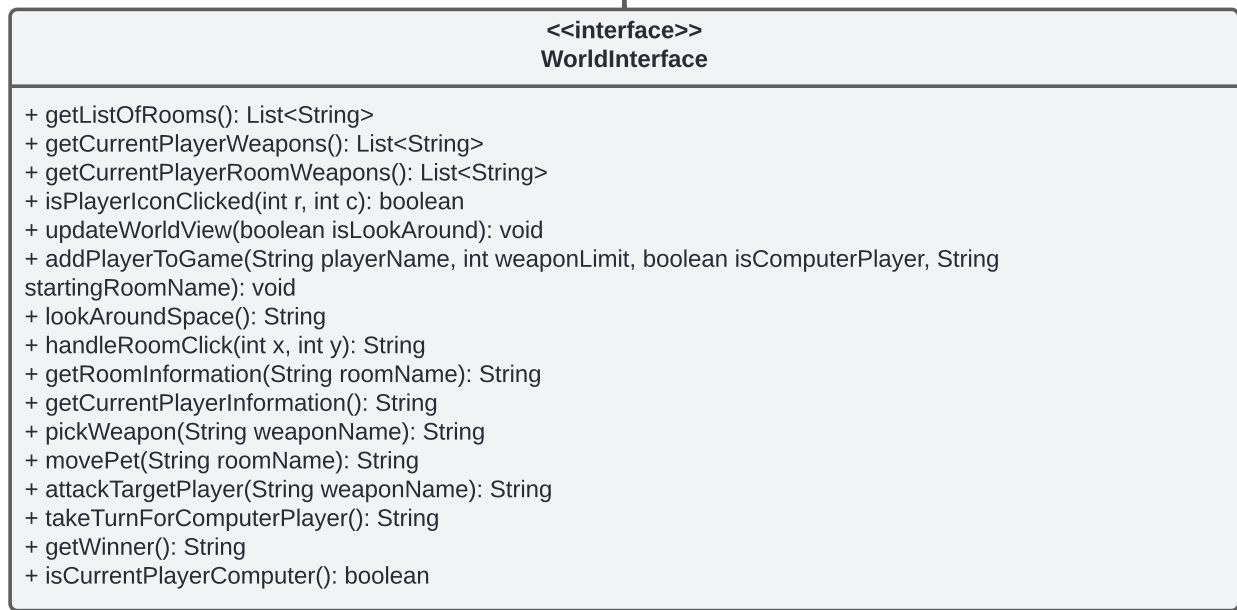 <<interface>>
WorldInterface
+ getListOfRooms(): List<String>
+ getCurrentPlayerWeapons(): List<String>
+ getCurrentPlayerRoomWeapons(): List<String>
+ isPlayerIconClicked(int r, int c): boolean
+ updateWorldView(boolean isLookAround): void
+ addPlayerToGame(String playerName, int weaponLimit, boolean isComputerPlayer, String
startingRoomName): void
+ lookAroundSpace(): String
+ handleRoomClick(int x, int y): String
+ getRoomInformation(String roomName): String
+ getCurrentPlayerInformation(): String
+ pickWeapon(String weaponName): String
+ movePet(String roomName): String
+ attackTargetPlayer(String weaponName): String
+ takeTurnForComputerPlayer(): String
+ getWinner(): String
+ isCurrentPlayerComputer(): boolean